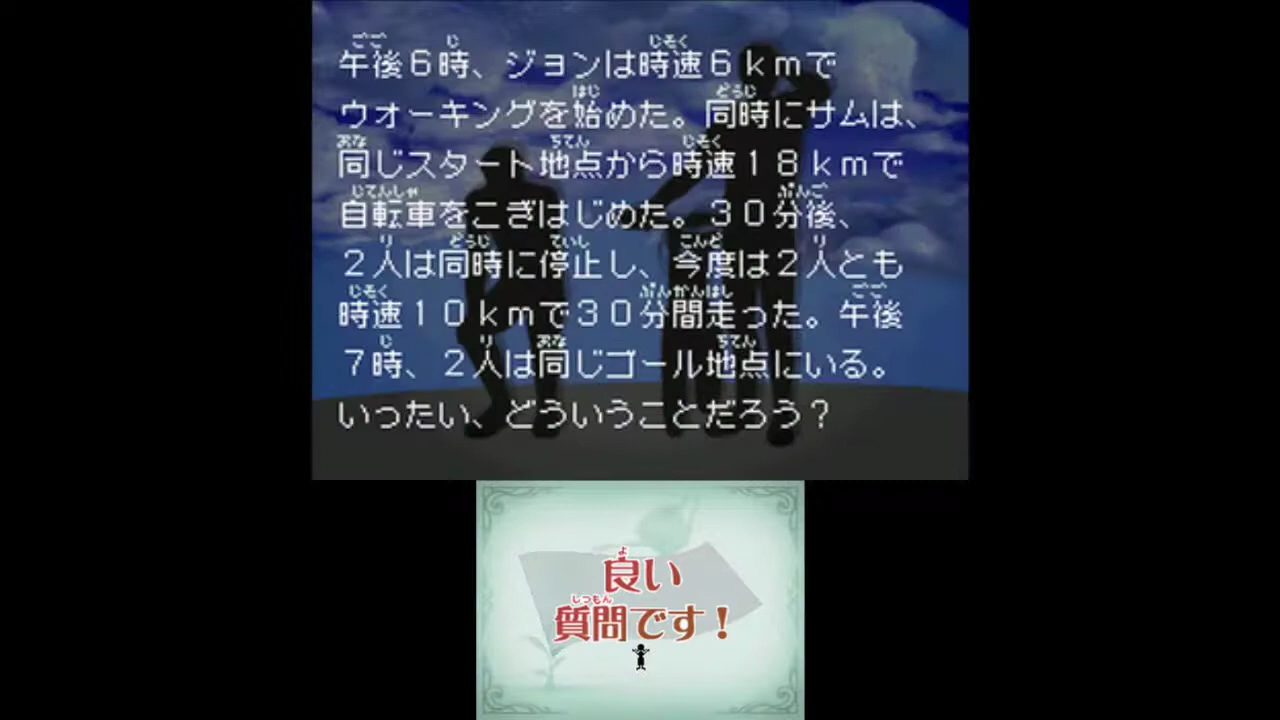 午後６時、ジョンは時速６ｋｍで
ウオーキングを始めた。同時にサムは、
同じスタート地点から時速１８ｋｍで
自転車をこぎはじめた。３０分後、
２人は同時に停止し、今度は２人とも
時速１０ｋｍで３０分間走った。午後
７時、２人は同じゴール地点にいる。
いったい、どういうことだろう？
良い
質問です！